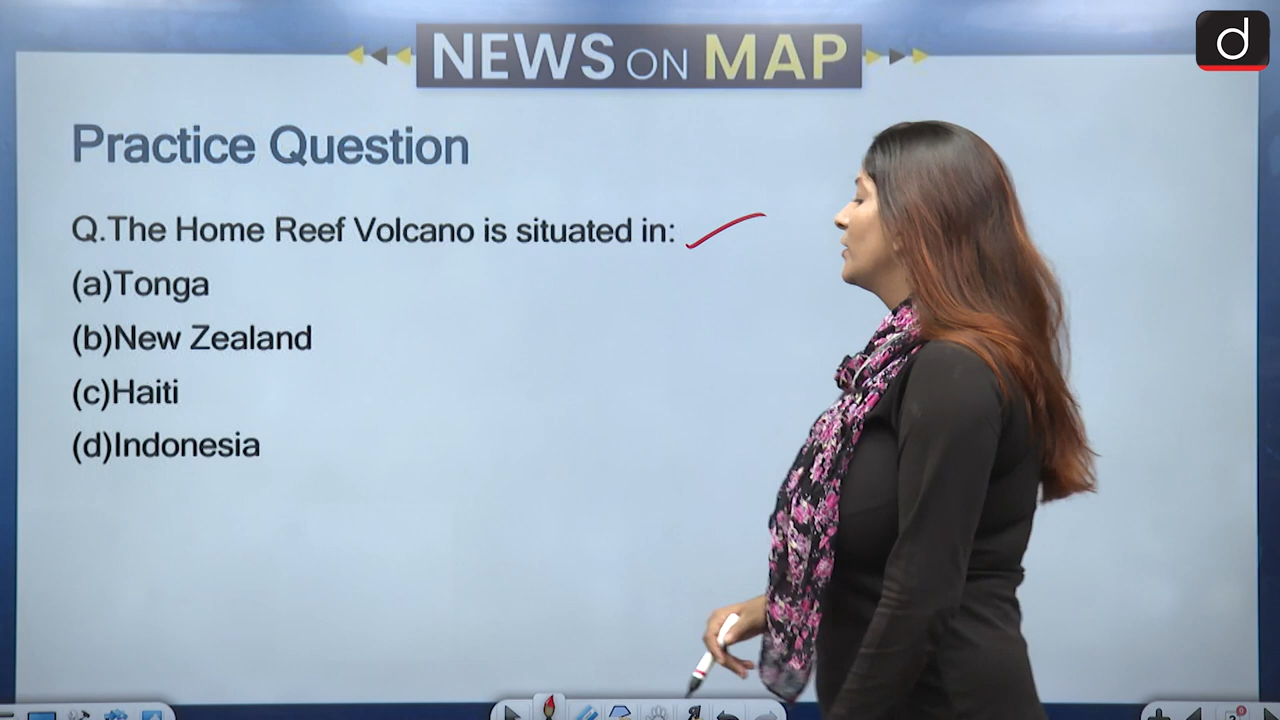 NEWS ON MAP
d
Practice Question
Q.The Home Reef Volcano is situated in:
(a)Tonga
(b)New Zealand
(c)Haiti
(d)Indonesia